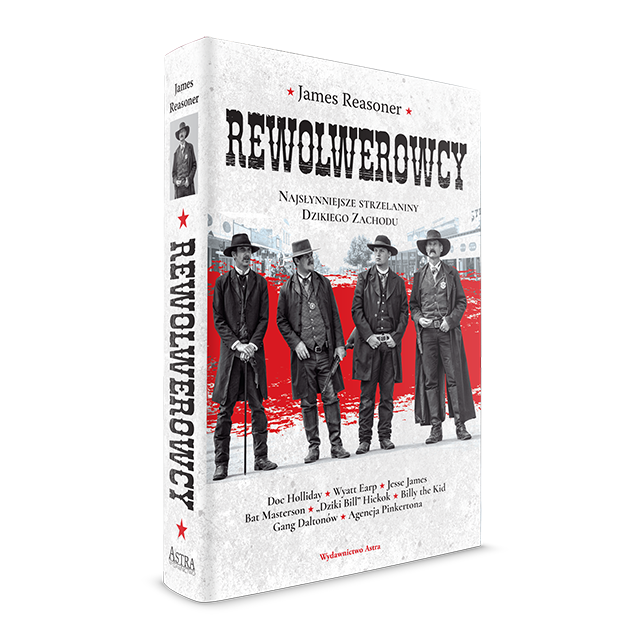 James
Reasoner
REWOLWEROWCY
ASTRA
★ James Reasoner ★
REWOLWEROWCY
Najsłynniejsze strzelaniny
Dzikiego Zachodu
Doc Holliday ★ Wyatt Earp ★ Jesse James
Bat Masterson ★ „Dziki Bill” Hickok ★ Billy the Kid
Gang Daltonów ★ Agencja Pinkertona
Wydawnictwo Astra